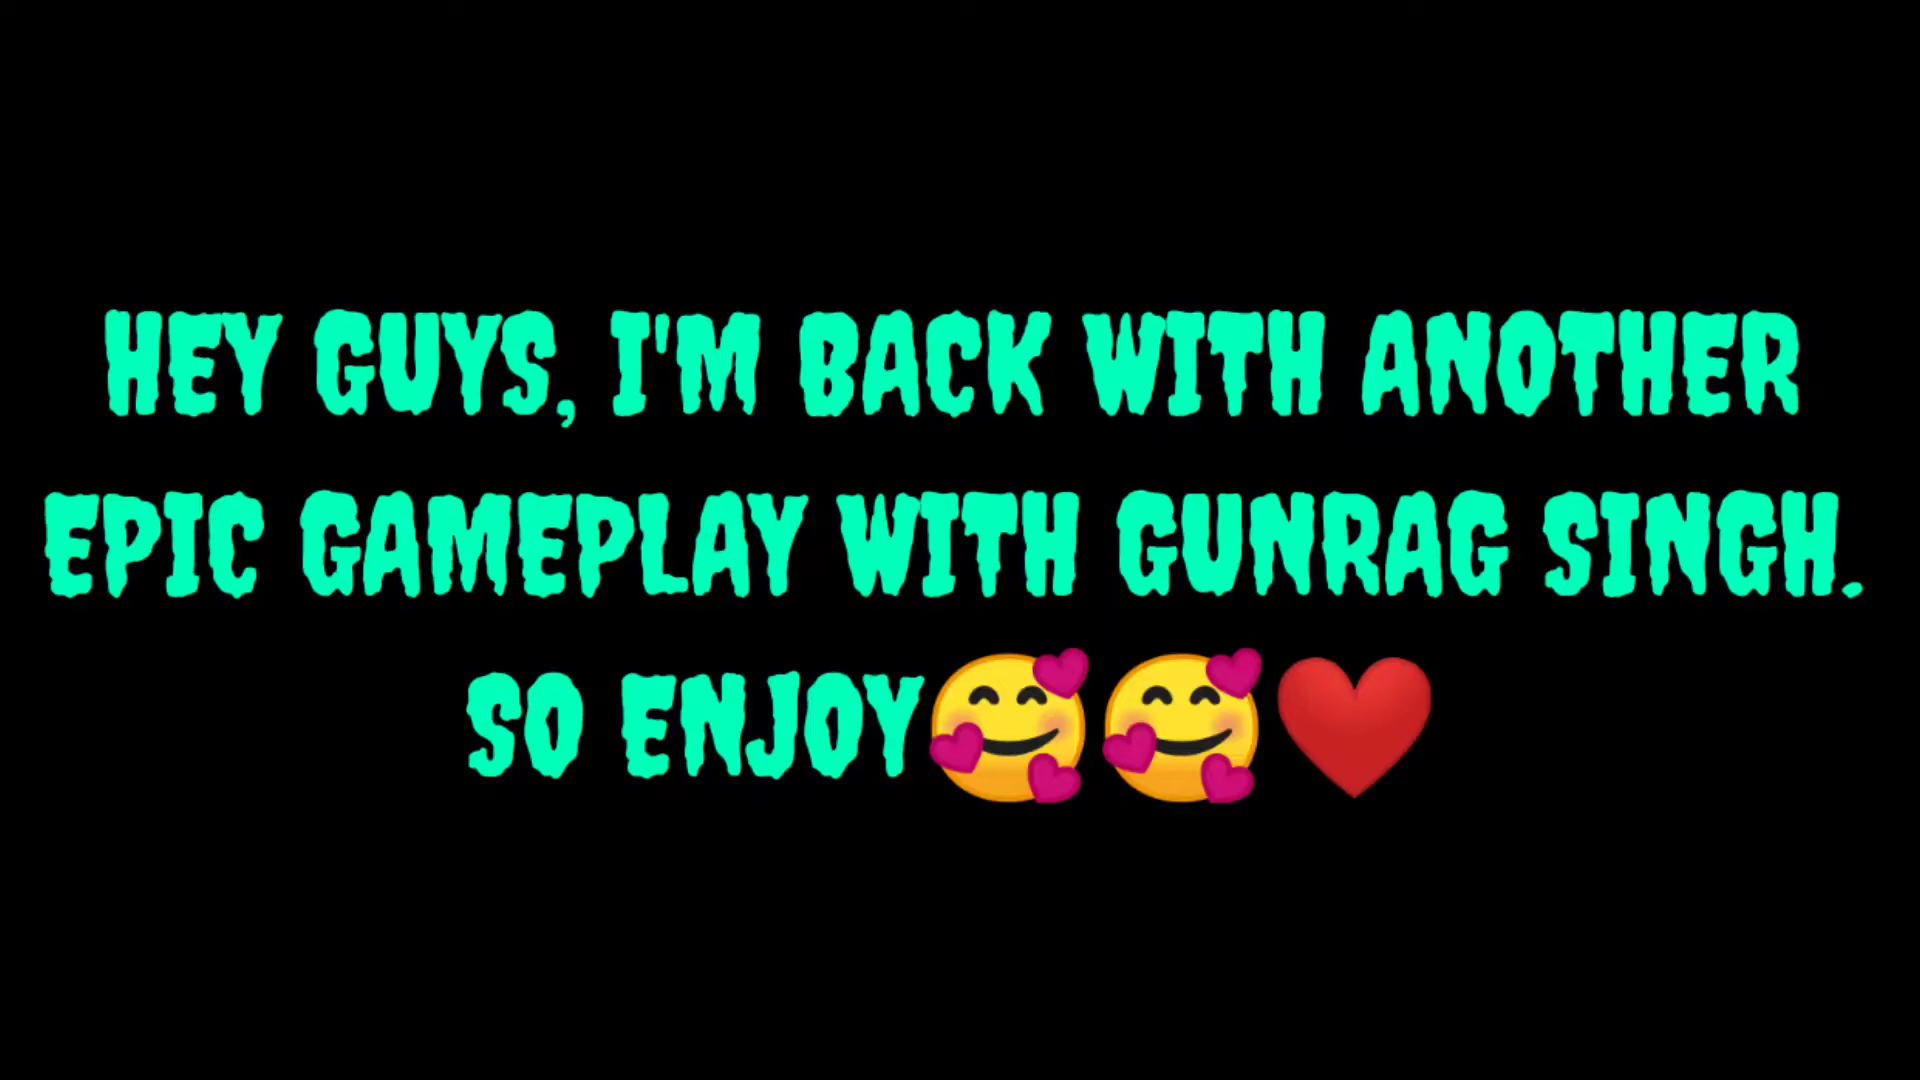 HEY GUYS, I'M BACK WITH ANOTHER
EPIC GAMEPLAY WITH GUNRAG SINGH.
SO ENJOY🥰🥰❤️